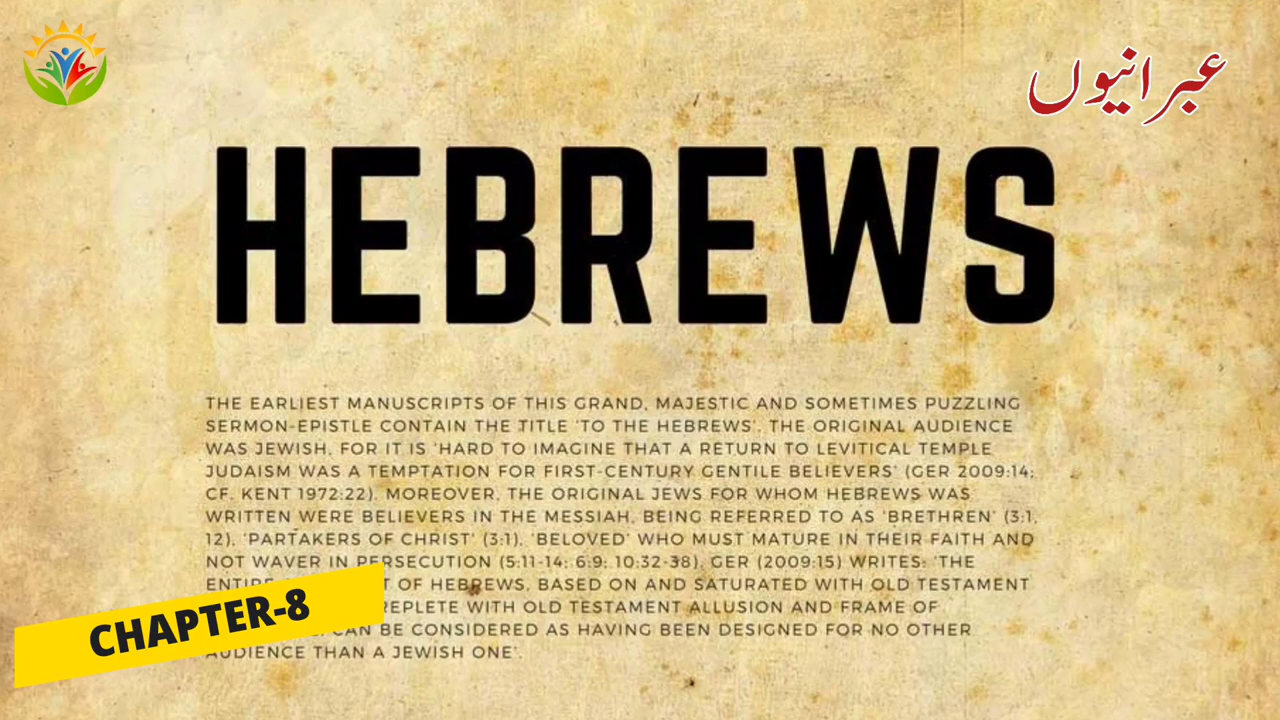 عبرانیوں
HEBREWS
THE EARLIEST MANUSCRIPTS OF THIS GRAND, MAJESTIC AND SOMETIMES PUZZLING
SERMON-EPISTLE CONTAIN THE TITLE 'TO THE HEBREWS'. THE ORIGINAL AUDIENCE
WAS JEWISH, FOR IT IS 'HARD TO IMAGINE THAT A RETURN TO LEVITICAL TEMPLE
JUDAISM WAS A TEMPTATION FOR FIRST-CENTURY GENTILE BELIEVERS' (GER 2009:14;
CF. KENT 1972:22). MOREOVER, THE ORIGINAL JEWS FOR WHOM HEBREWS WAS
WRITTEN WERE BELIEVERS IN THE MESSIAH, BEING REFERRED TO AS 'BRETHREN' (3:1,
12), 'PARTAKERS OF CHRIST' (3:1), 'BELOVED' WHO MUST MATURE IN THEIR FAITH AND
NOT WAVER IN PERSECUTION (5:11-14; 6:9; 10:32-38). GER (2009:15) WRITES: 'THE
ENTIRE OF HEBREWS, BASED ON AND SATURATED WITH OLD TESTAMENT
REPLETE WITH OLD TESTAMENT ALLUSION AND FRAME OF
CAN BE CONSIDERED AS HAVING BEEN DESIGNED FOR NO OTHER
AUDIENCE THAN A JEWISH ONE'.
CHAPTER-8